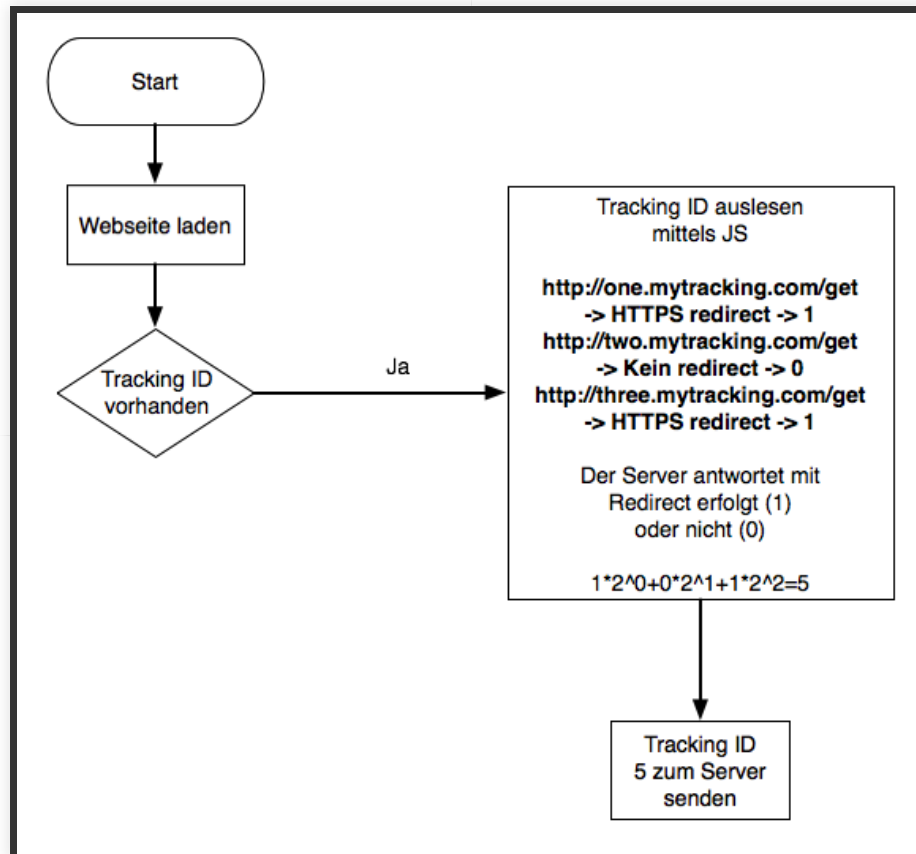 Start
Webseite laden
Tracking ID
vorhanden
Ja
Tracking ID auslesen
mittels JS
http://one.mytracking.com/get
-> HTTPS redirect -> 1
http://two.mytracking.com/get
-> Kein redirect -> 0
http://three.mytracking.com/get
-> HTTPS redirect -> 1
Der Server antwortet mit
Redirect erfolgt (1)
oder nicht (0)
1*2^0+0*2^1+1*2^2=5
Tracking ID
5 zum Server
senden